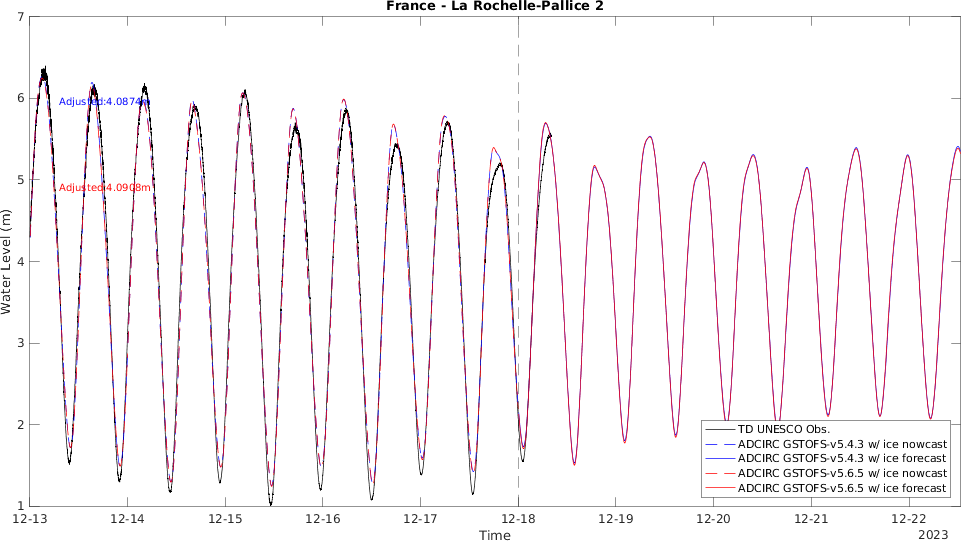 France - La Rochelle-Pallice 2
7
6
5
4
3
2
1
Water Level (m)
Adjusted:4.0874m
Adjusted:4.0908m
TD UNESCO Obs.
ADCIRC GSTOFS-v5.4.3 w/ ice nowcast
ADCIRC GSTOFS-v5.4.3 w/ ice forecast
ADCIRC GSTOFS-v5.6.5 w/ ice nowcast
ADCIRC GSTOFS-v5.6.5 w/ ice forecast
12-13 12-14 12-15 12-16 12-17 12-18 12-19 12-20 12-21 12-22
Time
2023